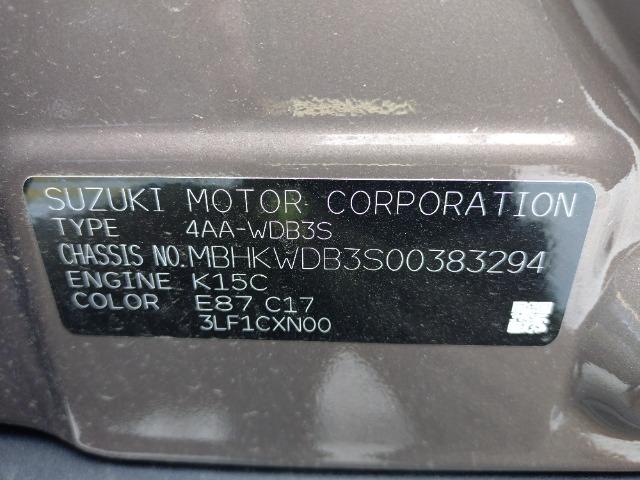 SUZUKI MOTOR CORPORATION
TYPE 4AA-WDB3S
CHASSIS NO. MBHKWDB3S00383294
ENGINE K15C
COLOR E87 C17
3LF1CXN00